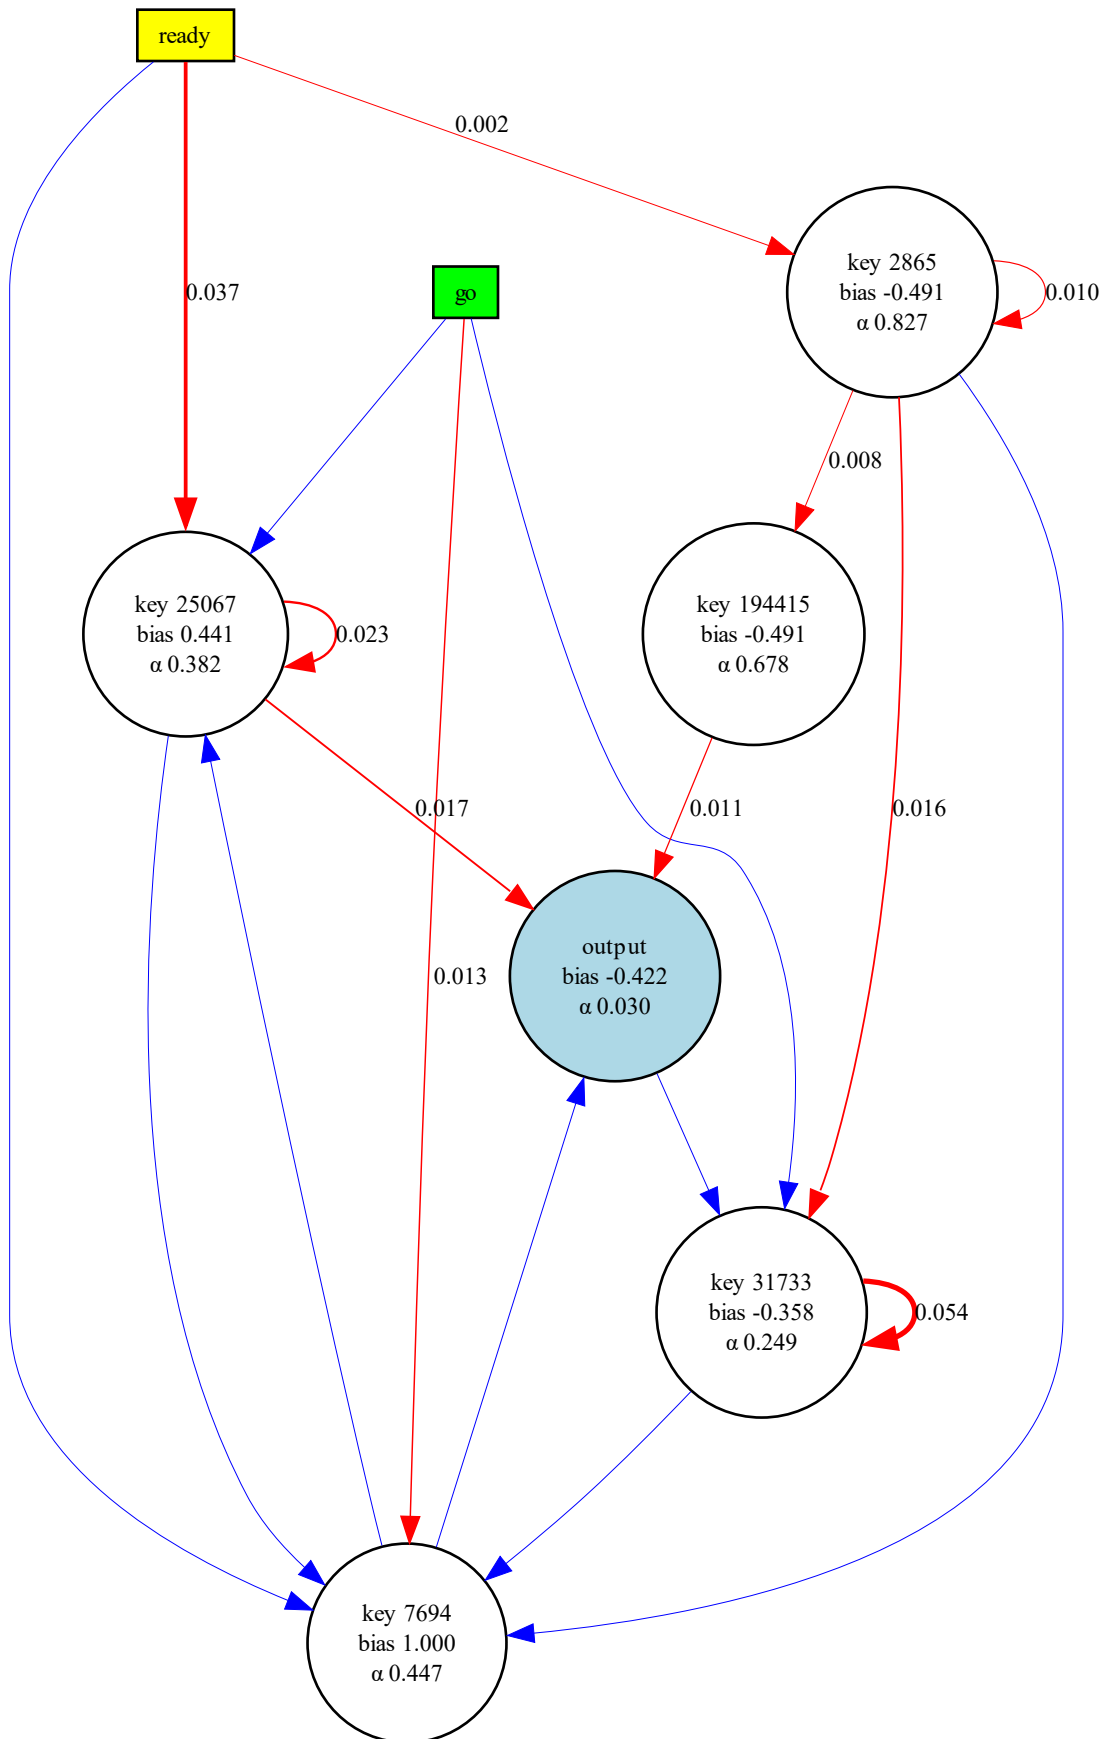 ready
0.002
key 2865
bias -0.491
α 0.827
0.010
0.037
go
0.008
key 25067
bias 0.441
α 0.382
0.023
key 194415
bias -0.491
α 0.678
0.017
0.011
0.016
output
bias -0.422
α 0.030
0.013
key 31733
bias -0.358
α 0.249
0.054
key 7694
bias 1.000
α 0.447